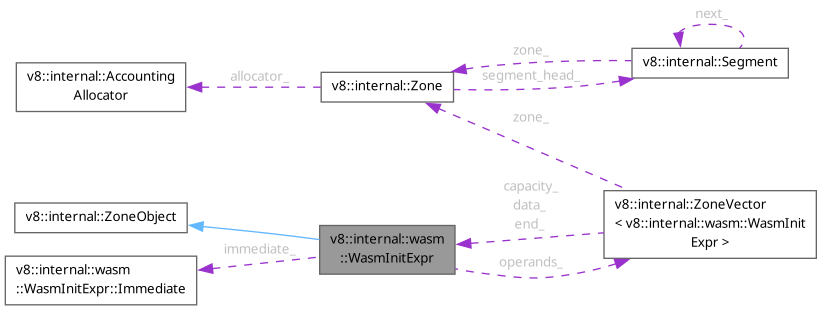 next_
zone_
v8::internal::Segment
v8::internal::Accounting
Allocator
allocator_
v8::internal::Zone
segment_head_
zone_
capacity_
data_
end_
v8::internal::ZoneVector
< v8::internal::wasm::WasmInit
Expr >
v8::internal::ZoneObject
v8::internal::wasm
::WasmInitExpr
immediate_
operands_
v8::internal::wasm
::WasmInitExpr::Immediate